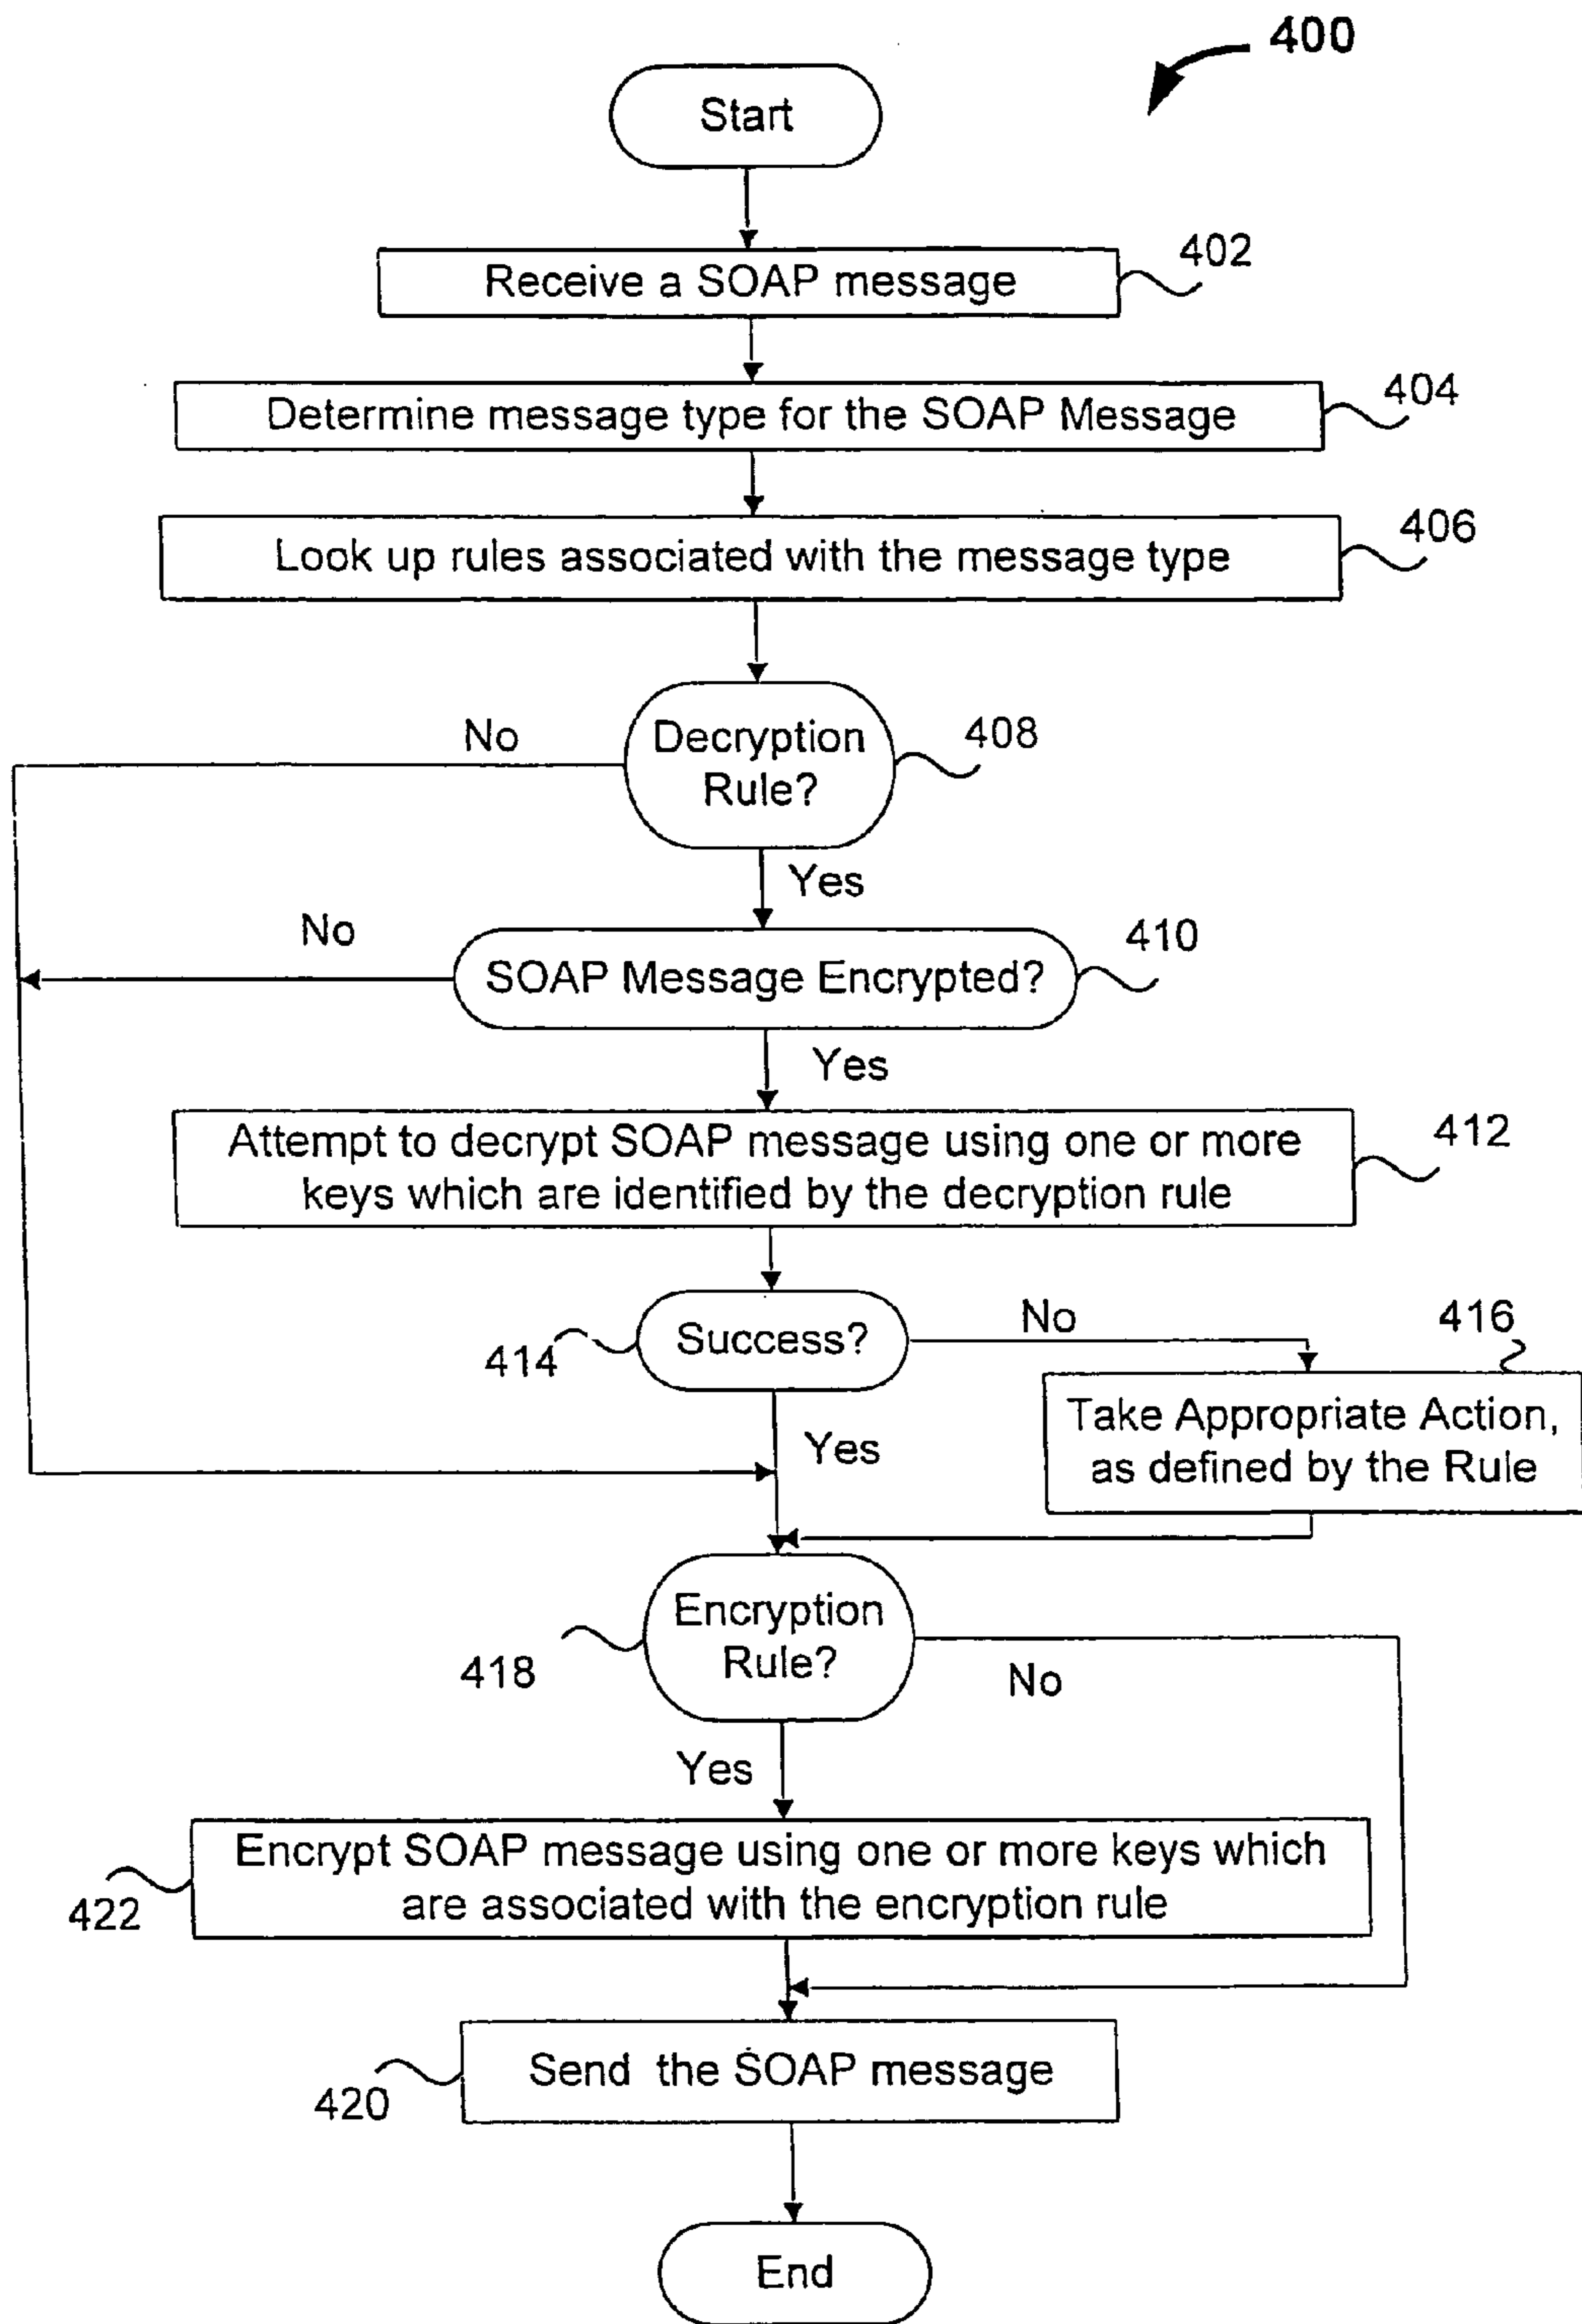 400
Start
402
Receive a SOAP message
404
Determine message type for the SOAP Message
406
Look up rules associated with the message type
No
Decryption
Rule?
408
Yes
No
SOAP Message Encrypted?
410
Yes
Attempt to decrypt SOAP message using one or more
keys which are identified by the decryption rule
412
414
Success?
No
416
Yes
Take Appropriate Action,
as defined by the Rule
Encryption
Rule?
418
No
Yes
Encrypt SOAP message using one or more keys which
are associated with the encryption rule
422
Send the SOAP message
420
End